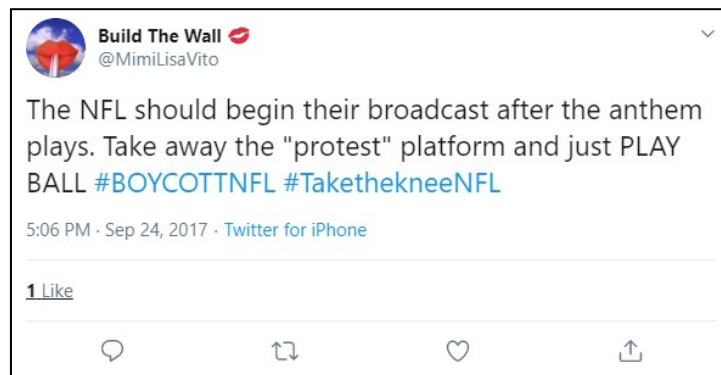 Build The Wall 💋
@MimiLisaVito
The NFL should begin their broadcast after the anthem
plays. Take away the "protest" platform and just PLAY
BALL #BOYCOTTNFL #TakethekneeNFL
5:06 PM · Sep 24, 2017 · Twitter for iPhone
1 Like